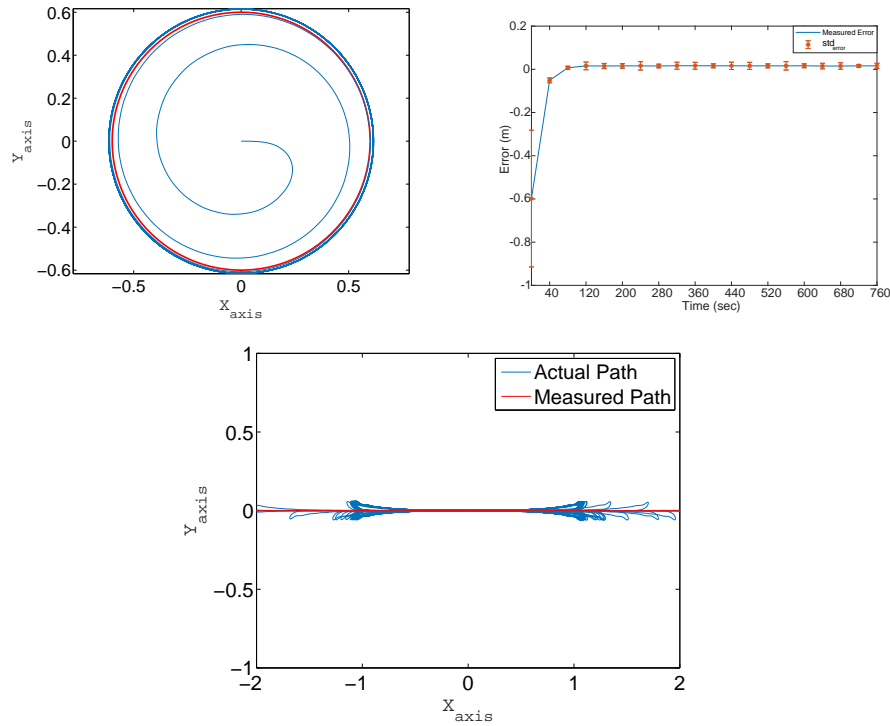 0.6
0.4
0.2
0
-0.2
-0.4
-0.6
Y_axis
-0.5
0
0.5
X_axis
0.2
0
-0.2
-0.4
-0.6
-0.8
-1
Error (m)
Measured Error
std_error
40 120 200 280 360 440 520 600 680 760
Time (sec)
1
0.5
0
-0.5
-1
Y_axis
Actual Path
Measured Path
-2 -1 0 1 2
X_axis